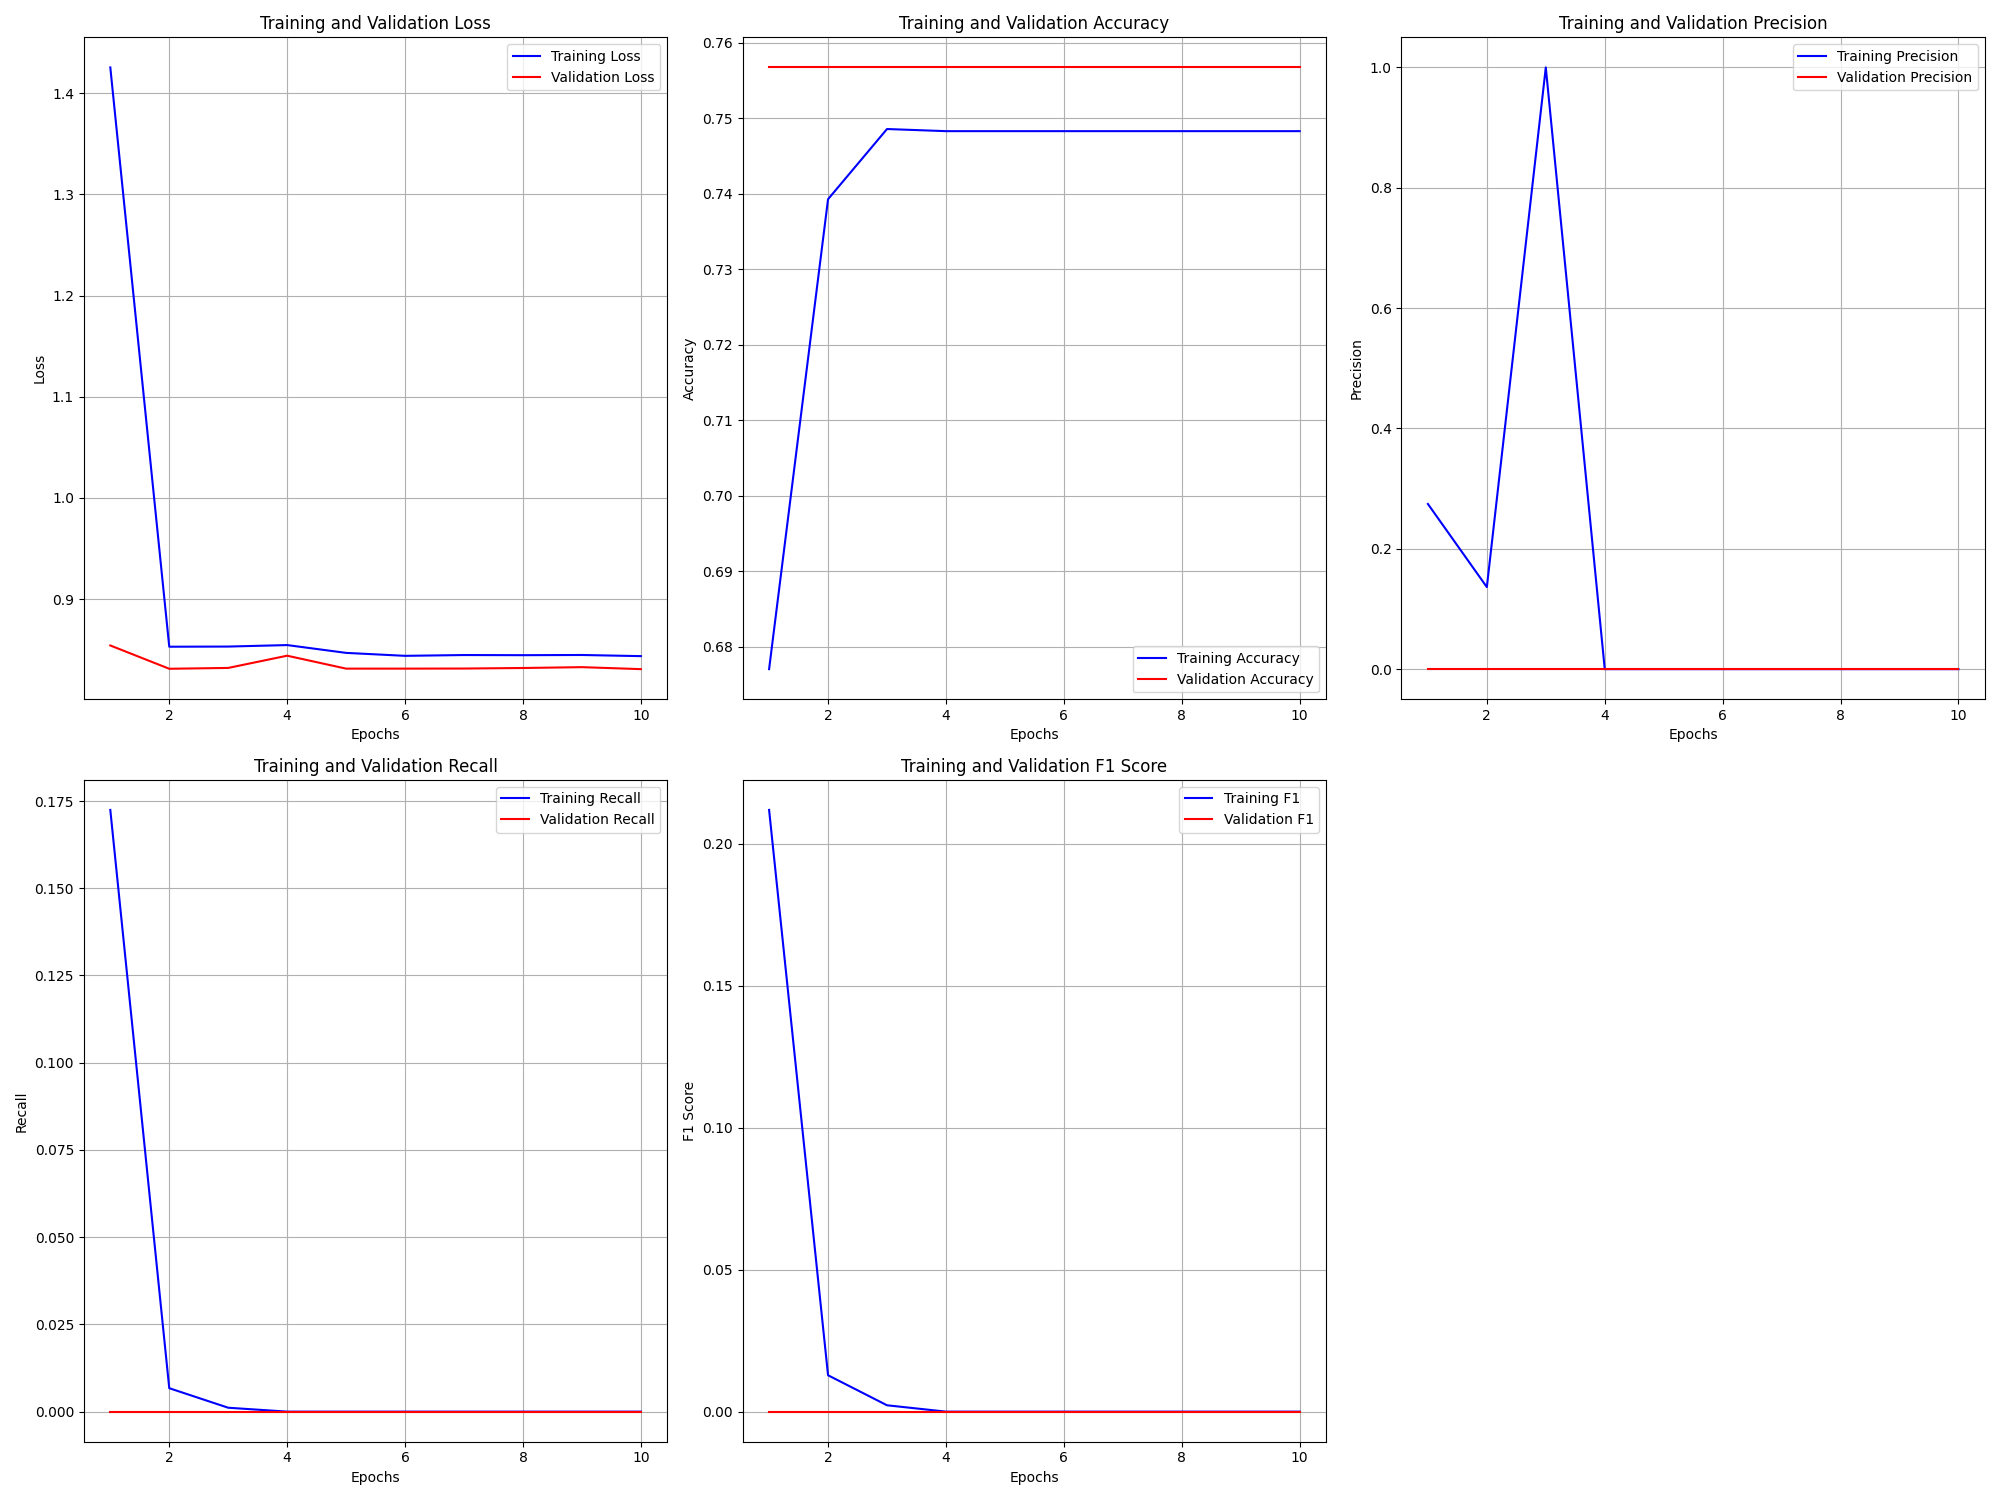 Training and Validation Loss
Training Loss
Validation Loss
1.4
1.3
1.2
1.1
1.0
0.9
Loss
2 4 6 8 10
Epochs
Training and Validation Accuracy
0.76
0.75
0.74
0.73
0.72
0.71
0.70
0.69
0.68
Accuracy
Training Accuracy
Validation Accuracy
2 4 6 8 10
Epochs
Training and Validation Precision
Training Precision
Validation Precision
1.0
0.8
0.6
0.4
0.2
0.0
Precision
2 4 6 8 10
Epochs
Training and Validation Recall
Training Recall
Validation Recall
0.175
0.150
0.125
0.100
0.075
0.050
0.025
0.000
Recall
2 4 6 8 10
Epochs
Training and Validation F1 Score
Training F1
Validation F1
0.20
0.15
0.10
0.05
0.00
F1 Score
2 4 6 8 10
Epochs